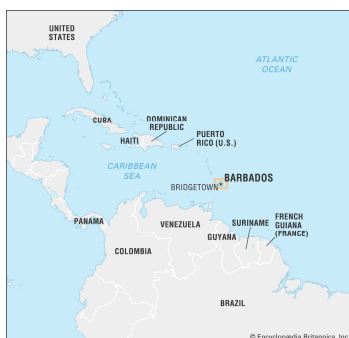 UNITED
STATES
ATLANTIC
OCEAN
CUBA
DOMINICAN
REPUBLIC
HAITI
PUERTO
RICO (U.S.)
CARIBBEAN
SEA
BARBADOS
BRIDGETOWN
PANAMA
VENEZUELA
GUYANA
SURINAME
FRENCH
GUIANA
(FRANCE)
COLOMBIA
BRAZIL
© Encyclopædia Britannica, Inc.